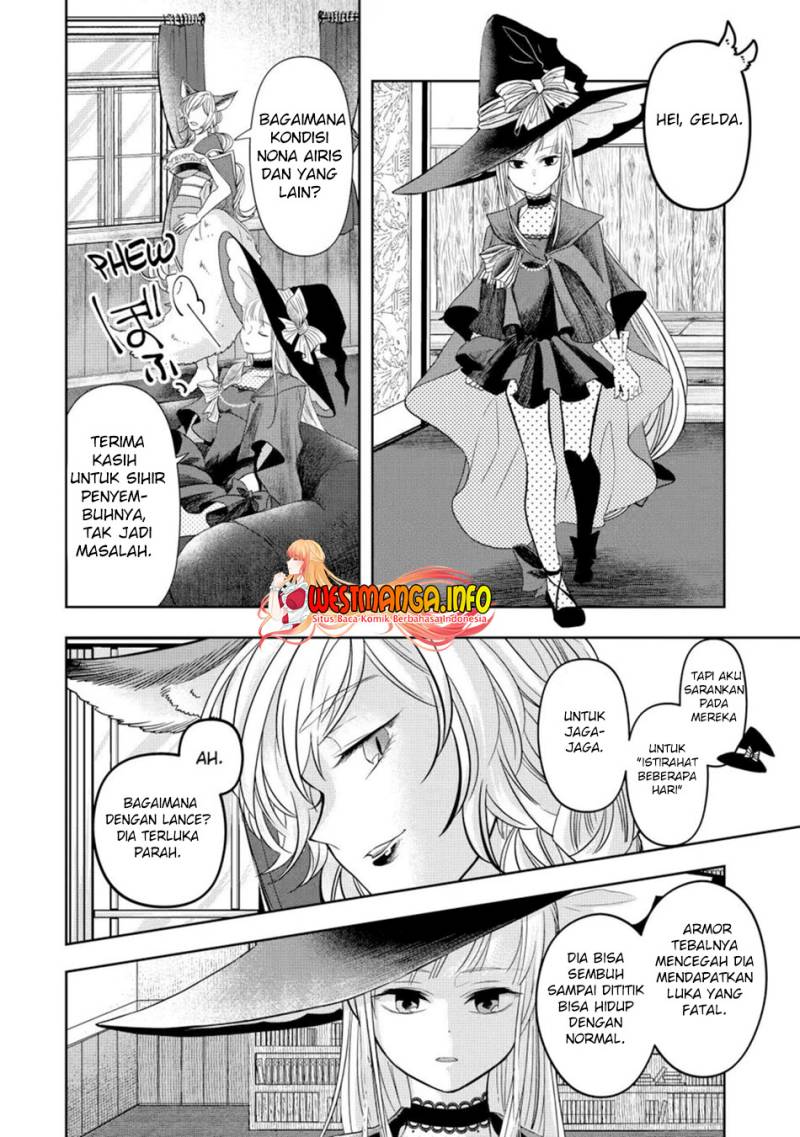 HEI, GELDA.
BAGAIMANA
KONDISI
NONA AIRIS
DAN YANG
LAIN?
PHEW
ぼふっ
TERIMA
KASIH
UNTUK SIHIR
PENYEM-
BUHNYA,
TAK JADI
MASALAH.
WESTMANGA.INFO
Situs Baca Komik Berbahasa Indonesia
TAPI AKU
SARANKAN
PADA
MEREKA
UNTUK
"ISTIRAHAT
BEBERAPA
HARI"
UNTUK
JAGA-
JAGA.
AH.
BAGAIMANA
DENGAN LANCE?
DIA TERLUKA
PARAH.
ARMOR
TEBALNYA
MENCEGAH DIA
MENDAPATKAN
LUKA YANG
FATAL.
DIA BISA
SEMBUH
SAMPAI DITITIK
BISA HIDUP
DENGAN
NORMAL.